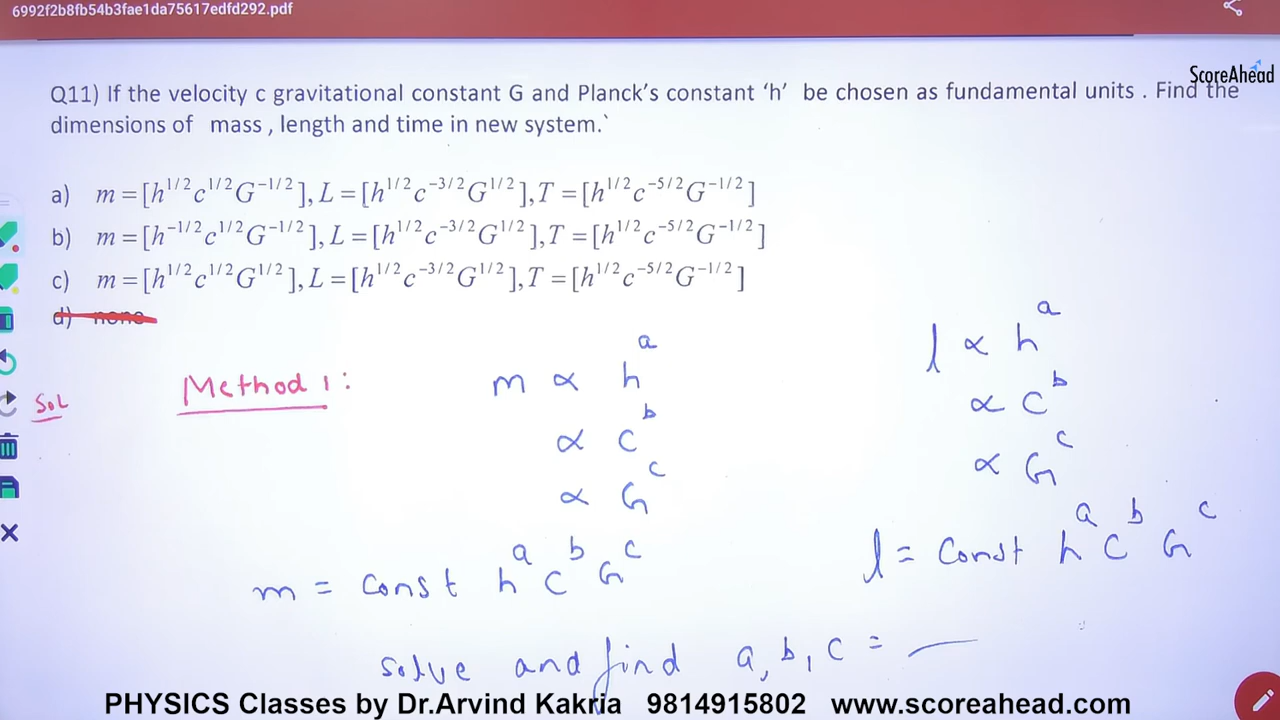 6992f2b8fb54b3fae1da75617edfd292.pdf
ScoreAhead
Q11) If the velocity c gravitational constant G and Planck's constant 'h' be chosen as fundamental units . Find the
dimensions of mass , length and time in new system.`
a) m = [h^{1/2}c^{1/2}G^{-1/2}], L = [h^{1/2}c^{-3/2}G^{1/2}], T = [h^{1/2}c^{-5/2}G^{-1/2}]
b) m = [h^{-1/2}c^{1/2}G^{-1/2}], L = [h^{1/2}c^{-3/2}G^{1/2}], T = [h^{1/2}c^{-5/2}G^{-1/2}]
c) m = [h^{1/2}c^{1/2}G^{1/2}], L = [h^{1/2}c^{-3/2}G^{1/2}], T = [h^{1/2}c^{-5/2}G^{-1/2}]
d) none
Sol
Method 1 :
m ∝ h^a
∝ c^b
∝ G^c
m = Const h^a c^b G^c
l ∝ h^a
∝ c^b
∝ G^c
l = Const h^a c^b G^c
solve and find a, b, c = —
PHYSICS Classes by Dr.Arvind Kakria 9814915802 www.scoreahead.com